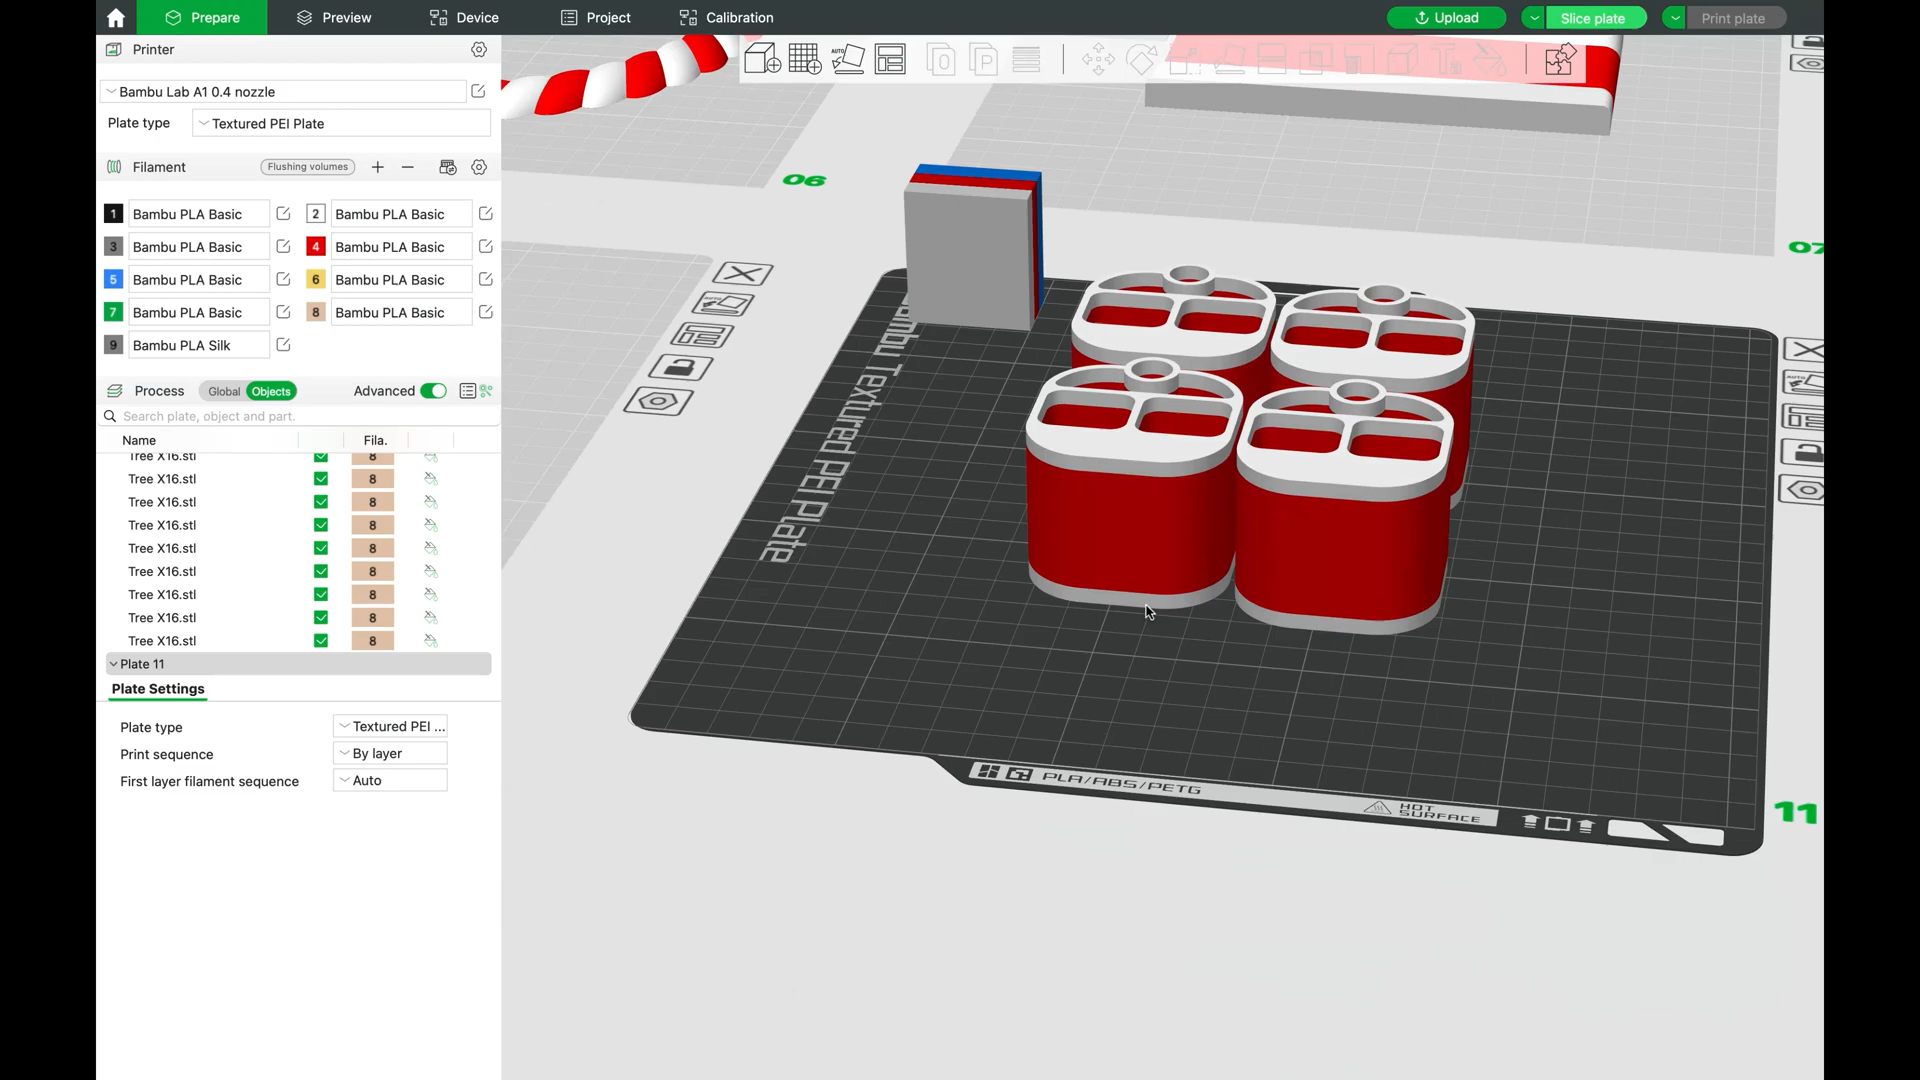 Prepare
Preview
Device
Project
Calibration
Upload
Slice plate
Print plate
Printer
Bambu Lab A1 0.4 nozzle
Plate type
Textured PEI Plate
Filament
Flushing volumes
1 Bambu PLA Basic
2 Bambu PLA Basic
3 Bambu PLA Basic
4 Bambu PLA Basic
5 Bambu PLA Basic
6 Bambu PLA Basic
7 Bambu PLA Basic
8 Bambu PLA Basic
9 Bambu PLA Silk
Process
Global
Objects
Advanced
Search plate, object and part.
Name
Fila.
Tree X16.stl 8
Tree X16.stl 8
Tree X16.stl 8
Tree X16.stl 8
Tree X16.stl 8
Tree X16.stl 8
Tree X16.stl 8
Tree X16.stl 8
Tree X16.stl 8
Plate 11
Plate Settings
Plate type
Textured PEI ...
Print sequence
By layer
First layer filament sequence
Auto
AUTO
O
P
T
06
07
AUTO
AUTO
Bambu Textured PEI Plate
PLA/ABS/PETG
HOT
SURFACE
11